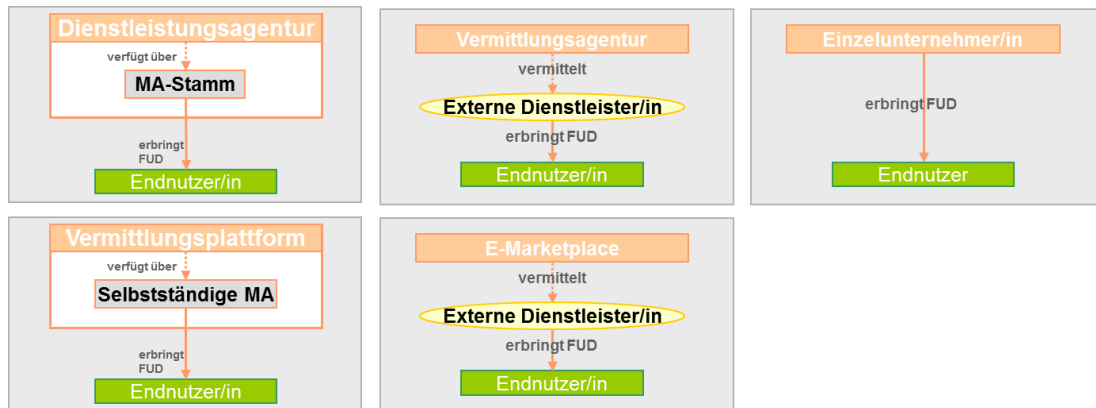 Dienstleistungsagentur
verfügt über
MA-Stamm
erbringt
FUD
Endnutzer/in
Vermittlungsagentur
vermittelt
Externe Dienstleister/in
erbringt FUD
Endnutzer/in
Einzelunternehmer/in
erbringt FUD
Endnutzer
Vermittlungsplattform
verfügt über
Selbstständige MA
erbringt
FUD
Endnutzer/in
E-Marketplace
vermittelt
Externe Dienstleister/in
erbringt FUD
Endnutzer/in